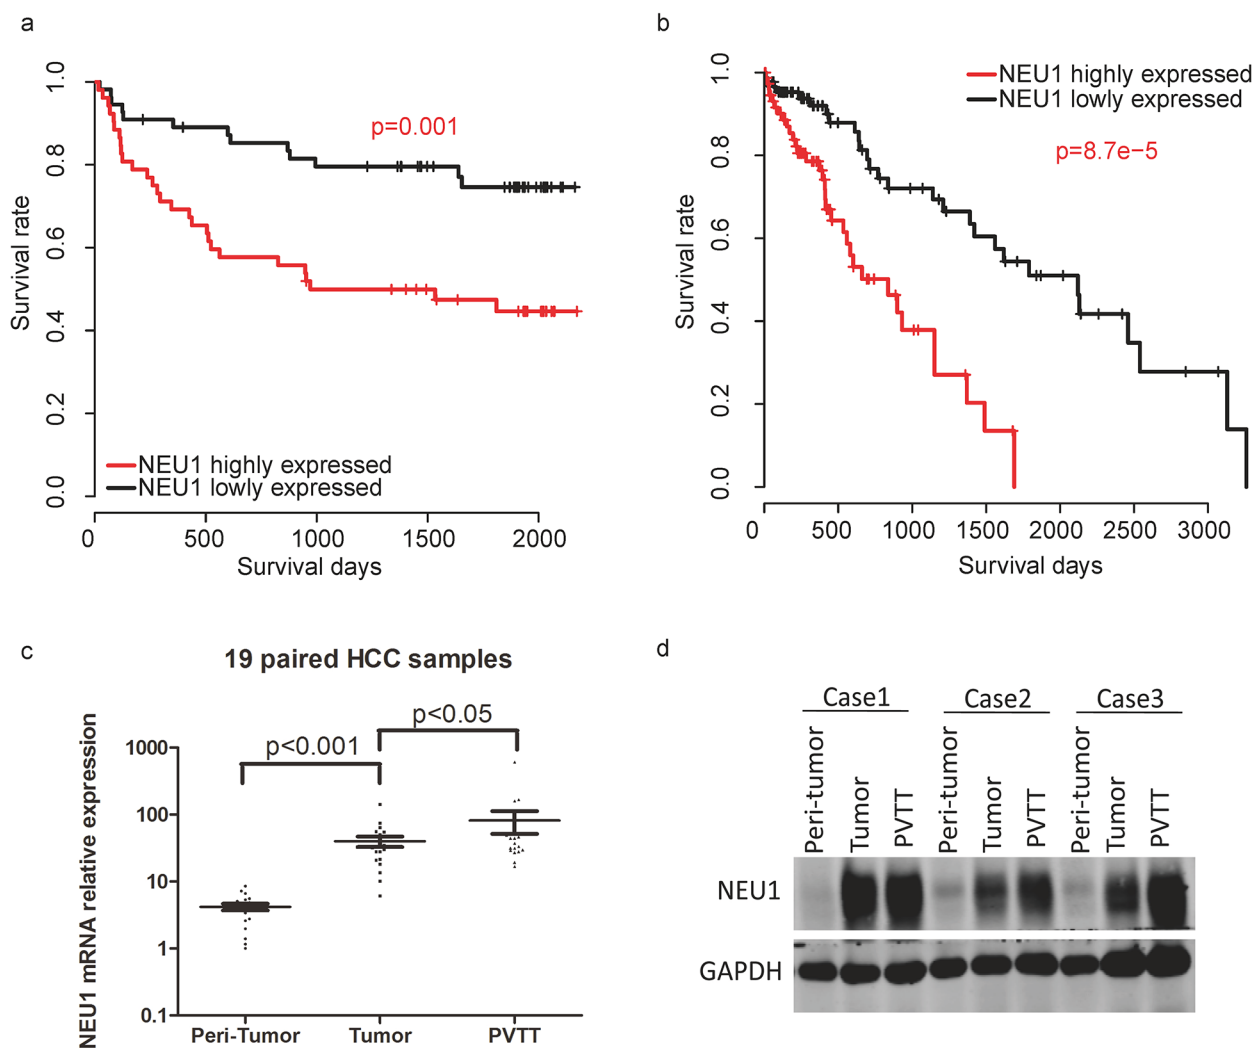 a
Survival rate
1.0
0.8
0.6
0.4
0.2
0.0
p=0.001
NEU1 highly expressed
NEU1 lowly expressed
0 500 1000 1500 2000
Survival days
b
Survival rate
1.0
0.8
0.6
0.4
0.2
0.0
NEU1 highly expressed
NEU1 lowly expressed
p=8.7e−5
0 500 1000 1500 2000 2500 3000
Survival days
c
19 paired HCC samples
NEU1 mRNA relative expression
p<0.05
p<0.001
1000
100
10
1
0.1
Peri-Tumor Tumor PVTT
d
Case1 Case2 Case3
Peri-tumor Tumor PVTT Peri-tumor Tumor PVTT Peri-tumor Tumor PVTT
NEU1
GAPDH